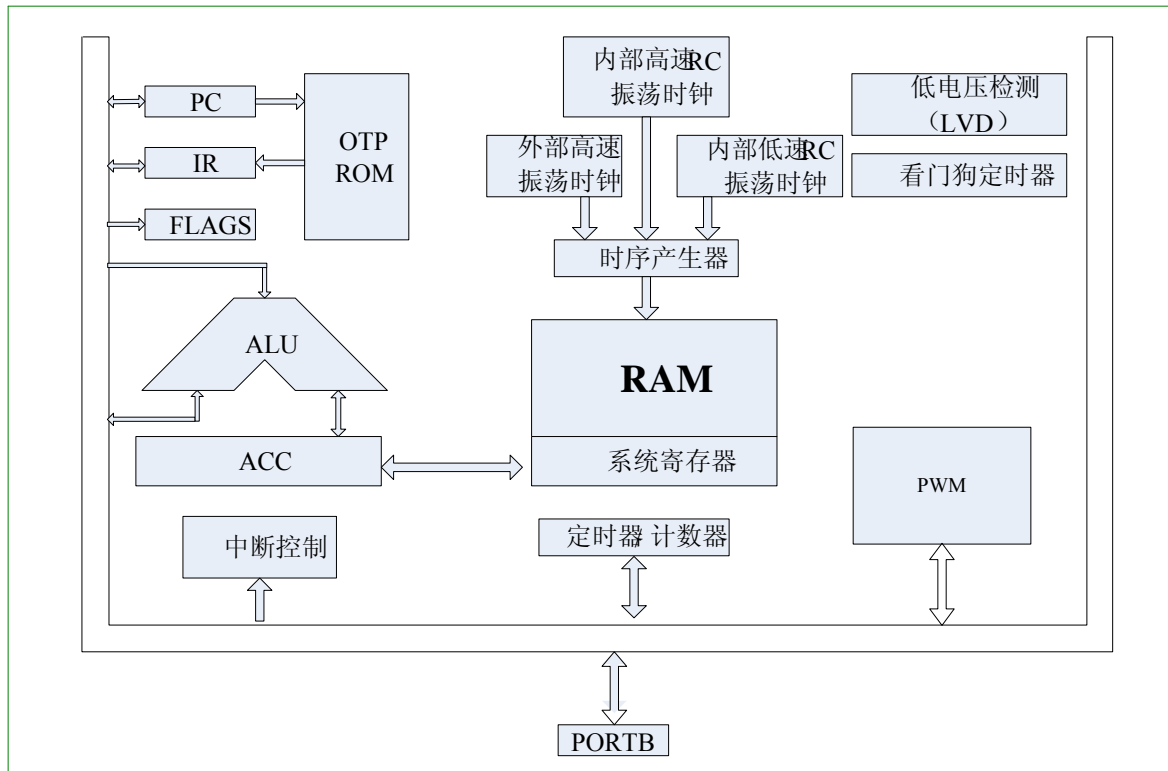 PC
IR
FLAGS
OTP
ROM
内部高速RC
振荡时钟
外部高速
振荡时钟
内部低速RC
振荡时钟
低电压检测
（LVD）
看门狗定时器
时序产生器
ALU
RAM
ACC
系统寄存器
PWM
中断控制
定时器/计数器
PORTB